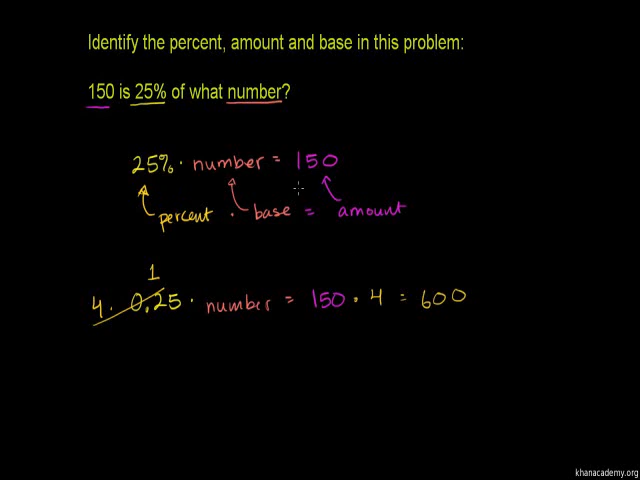 Identify the percent, amount and base in this problem:
150 is 25% of what number?
25% · number = 150
percent · base = amount
1
4 · 0.25 · number = 150 · 4 = 600
khanacademy.org